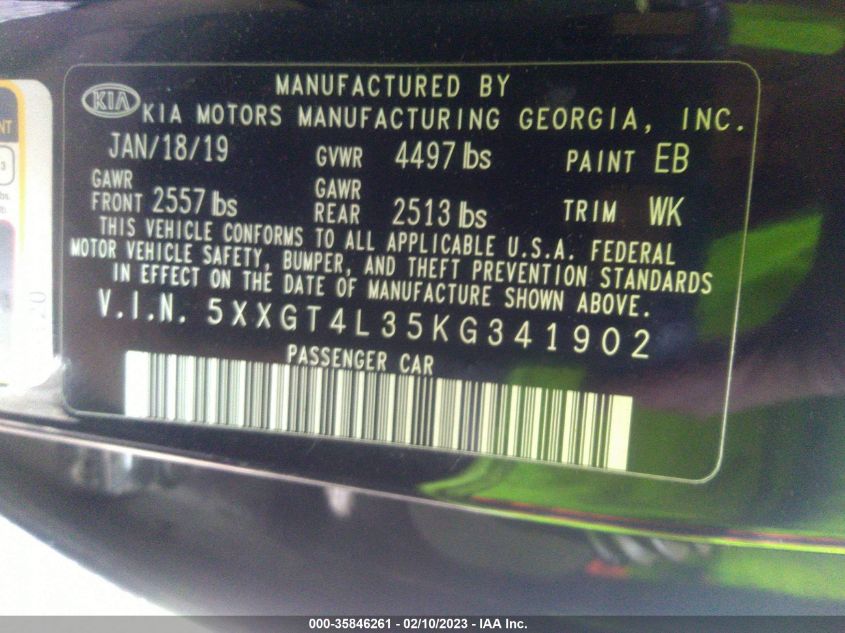 MANUFACTURED BY
KIA KIA MOTORS MANUFACTURING GEORGIA, INC.
JAN/18/19 GVWR 4497 lbs PAINT EB
GAWR FRONT 2557 lbs GAWR REAR 2513 lbs TRIM WK
THIS VEHICLE CONFORMS TO ALL APPLICABLE U.S.A. FEDERAL
MOTOR VEHICLE SAFETY, BUMPER, AND THEFT PREVENTION STANDARDS
IN EFFECT ON THE DATE OF MANUFACTURE SHOWN ABOVE.
V.I.N. 5XXGT4L35KG341902
PASSENGER CAR
000-35846261 - 02/10/2023 - IAA Inc.